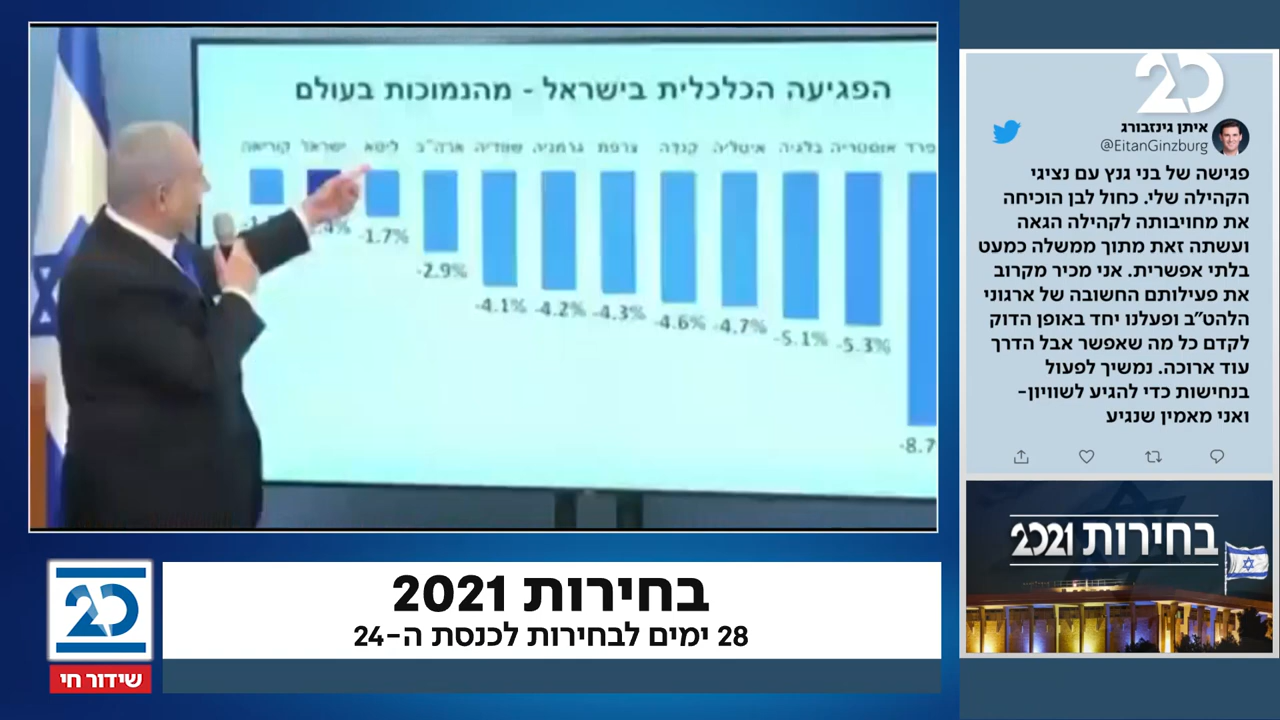 הפגיעה הכלכלית בישראל - מהנמוכות בעולם
קוריאה ישראל ליטא ארה"ב שוודיה גרמניה צרפת קנדה איטליה בלגיה אוסטריה
-1.7%
-2.9%
-4.1%
-4.2%
-4.3%
-4.6%
-4.7%
-5.1%
-5.3%
-8.7
20
איתן גינזבורג
@EitanGinzburg
פגישה של בני גנץ עם נציגי
הקהילה שלי. כחול לבן הוכיחה
את מחויבותה לקהילה הגאה
ועשתה זאת מתוך ממשלה כמעט
בלתי אפשרית. אני מכיר מקרוב
את פעילותם החשובה של ארגוני
הלהט"ב ופעלנו יחד באופן הדוק
לקדם כל מה שאפשר אבל הדרך
עוד ארוכה. נמשיך לפעול
בנחישות כדי להגיע לשוויון-
ואני מאמין שנגיע
בחירות 2021
בחירות 2021
28 ימים לבחירות לכנסת ה-24
20
שידור חי